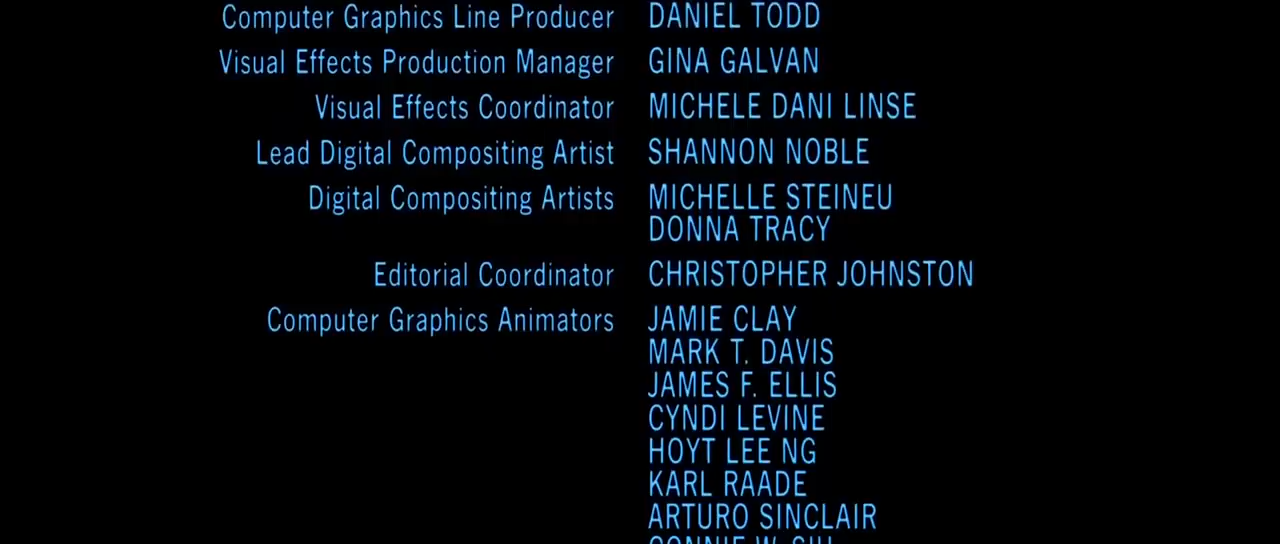 Computer Graphics Line Producer DANIEL TODD
Visual Effects Production Manager GINA GALVAN
Visual Effects Coordinator MICHELE DANI LINSE
Lead Digital Compositing Artist SHANNON NOBLE
Digital Compositing Artists MICHELLE STEINEU
DONNA TRACY
Editorial Coordinator CHRISTOPHER JOHNSTON
Computer Graphics Animators JAMIE CLAY
MARK T. DAVIS
JAMES F. ELLIS
CYNDI LEVINE
HOYT LEE NG
KARL RAADE
ARTURO SINCLAIR